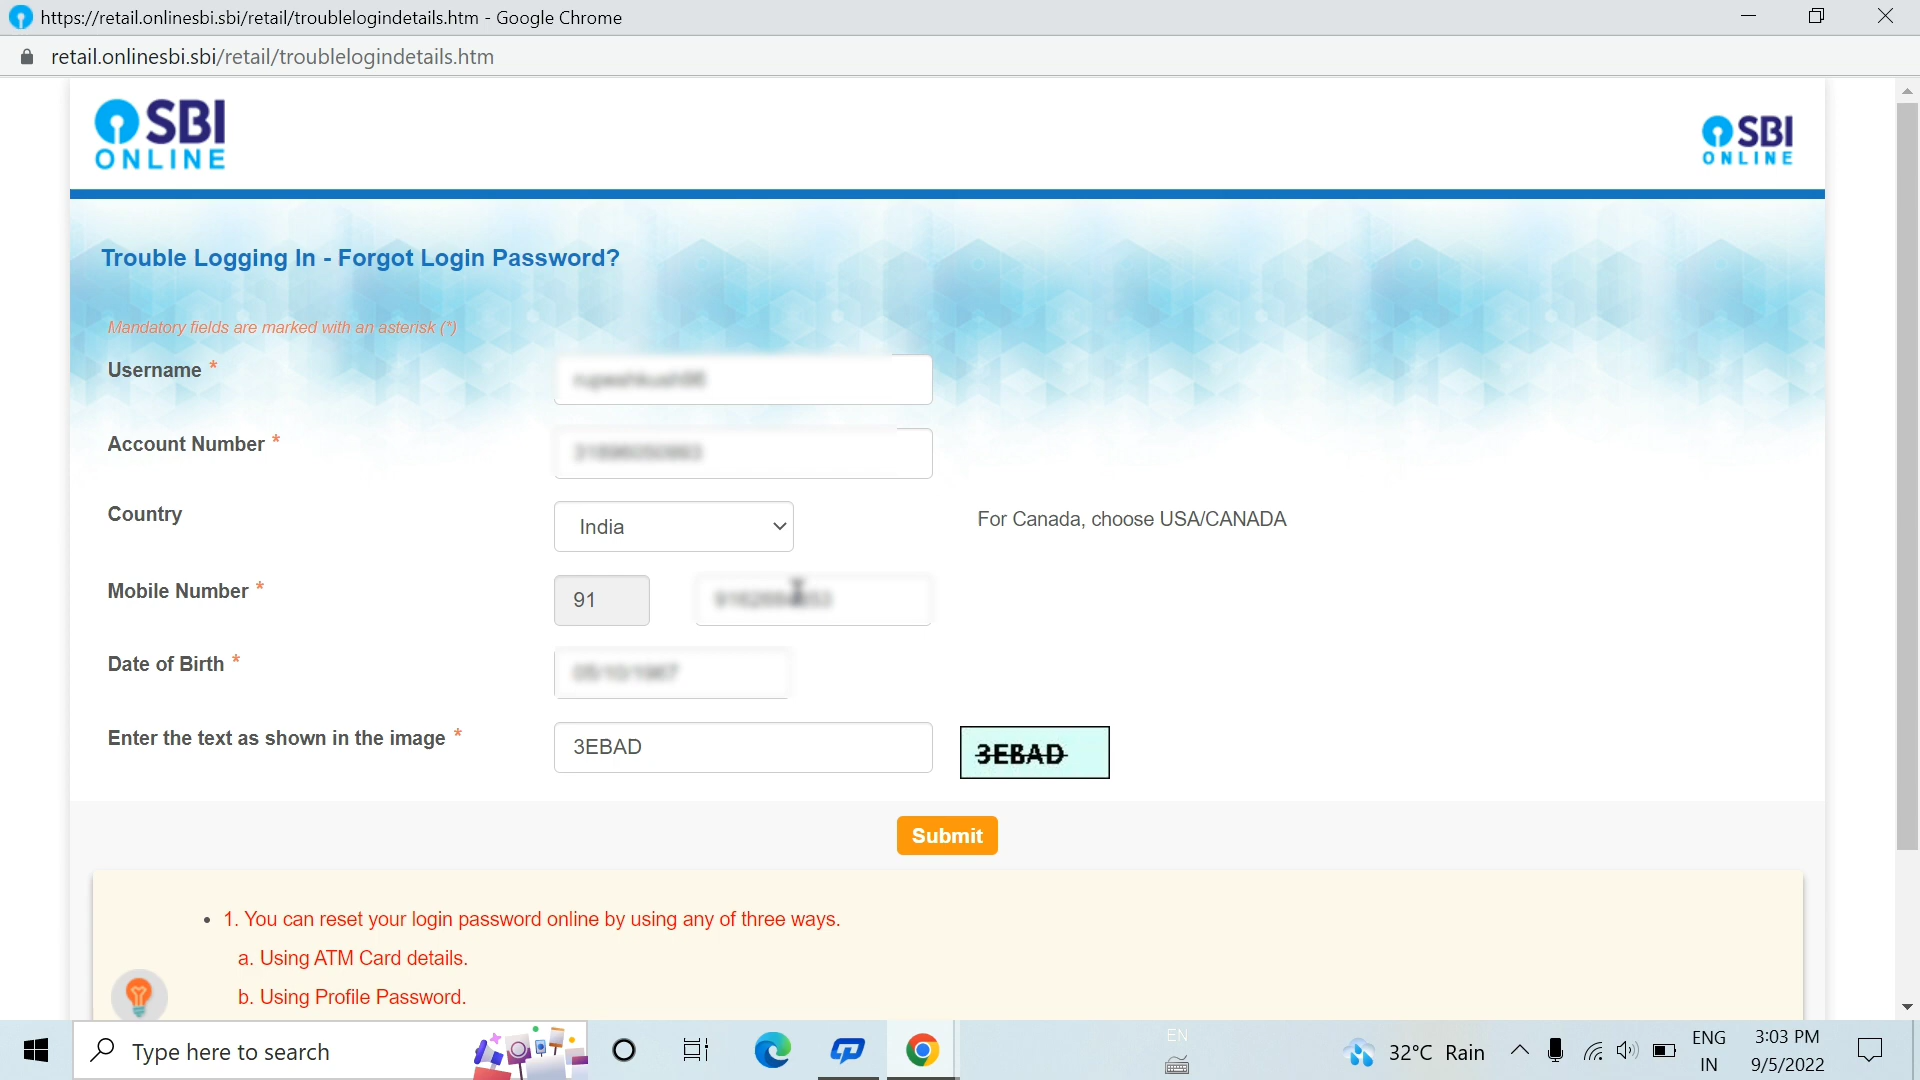 https://retail.onlinesbi.sbi/retail/troublelogindetails.htm - Google Chrome
retail.onlinesbi.sbi/retail/troublelogindetails.htm
SBI
ONLINE
SBI
ONLINE
Trouble Logging In - Forgot Login Password?
Mandatory fields are marked with an asterisk (*)
Username *
Account Number *
Country
India
For Canada, choose USA/CANADA
Mobile Number *
91
Date of Birth *
Enter the text as shown in the image *
3EBAD
3EBAD
Submit
• 1. You can reset your login password online by using any of three ways.
a. Using ATM Card details.
b. Using Profile Password.
Type here to search
EN
32°C Rain
ENG
IN
3:03 PM
9/5/2022